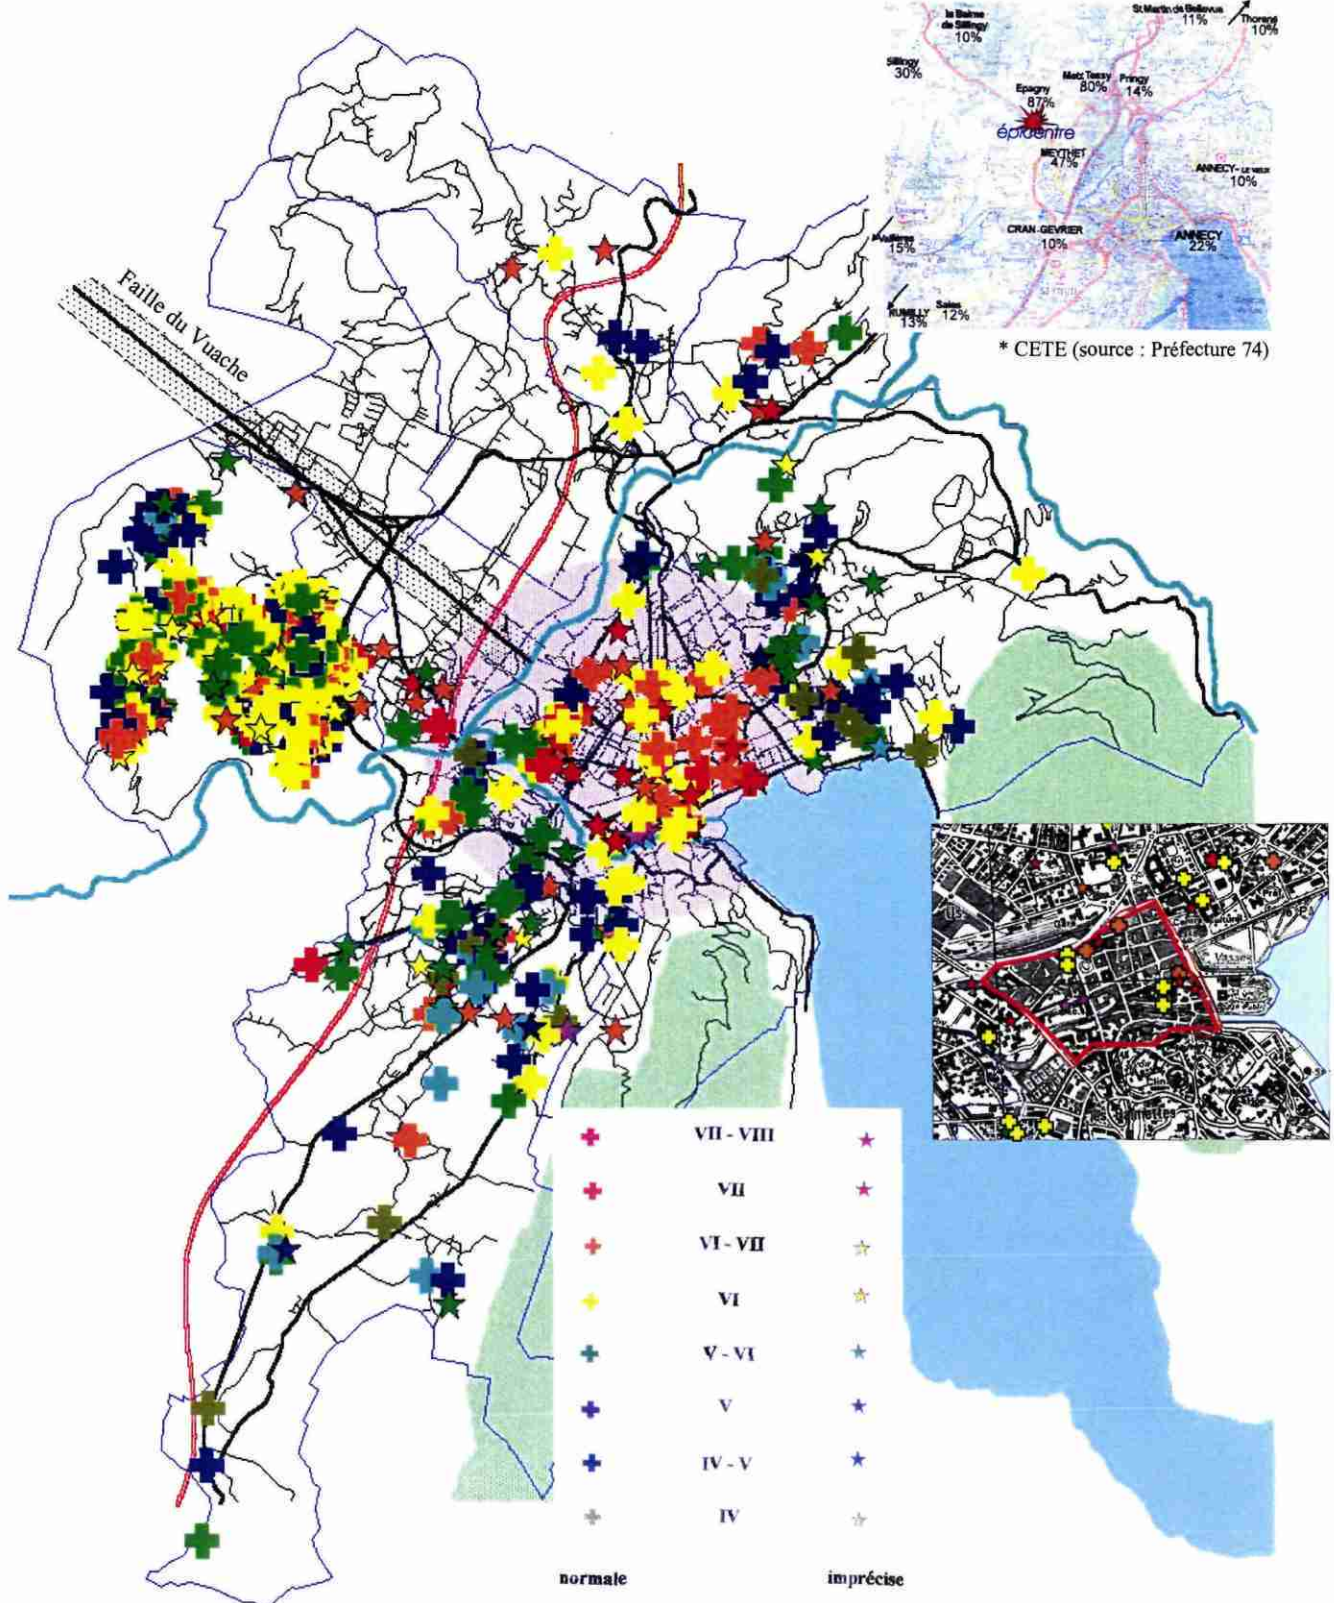 la Balme
de Sillingy
10%
St Martin de Bellevue
11%
Thorens
10%
Sillingy
30%
Metz Tessy
80%
Pringy
14%
Epagny
87%
épicentre
MEYTHET
47%
ANNECY-LE VIEUX
10%
CRAN-GEVRIER
10%
ANNECY
22%
Vallières
15%
RUMILLY
13%
Sales
12%
* CETE (source : Préfecture 74)
Faille du Vuache
VII - VIII
VII
VI - VII
VI
V - VI
V
IV - V
IV
normale
imprécise